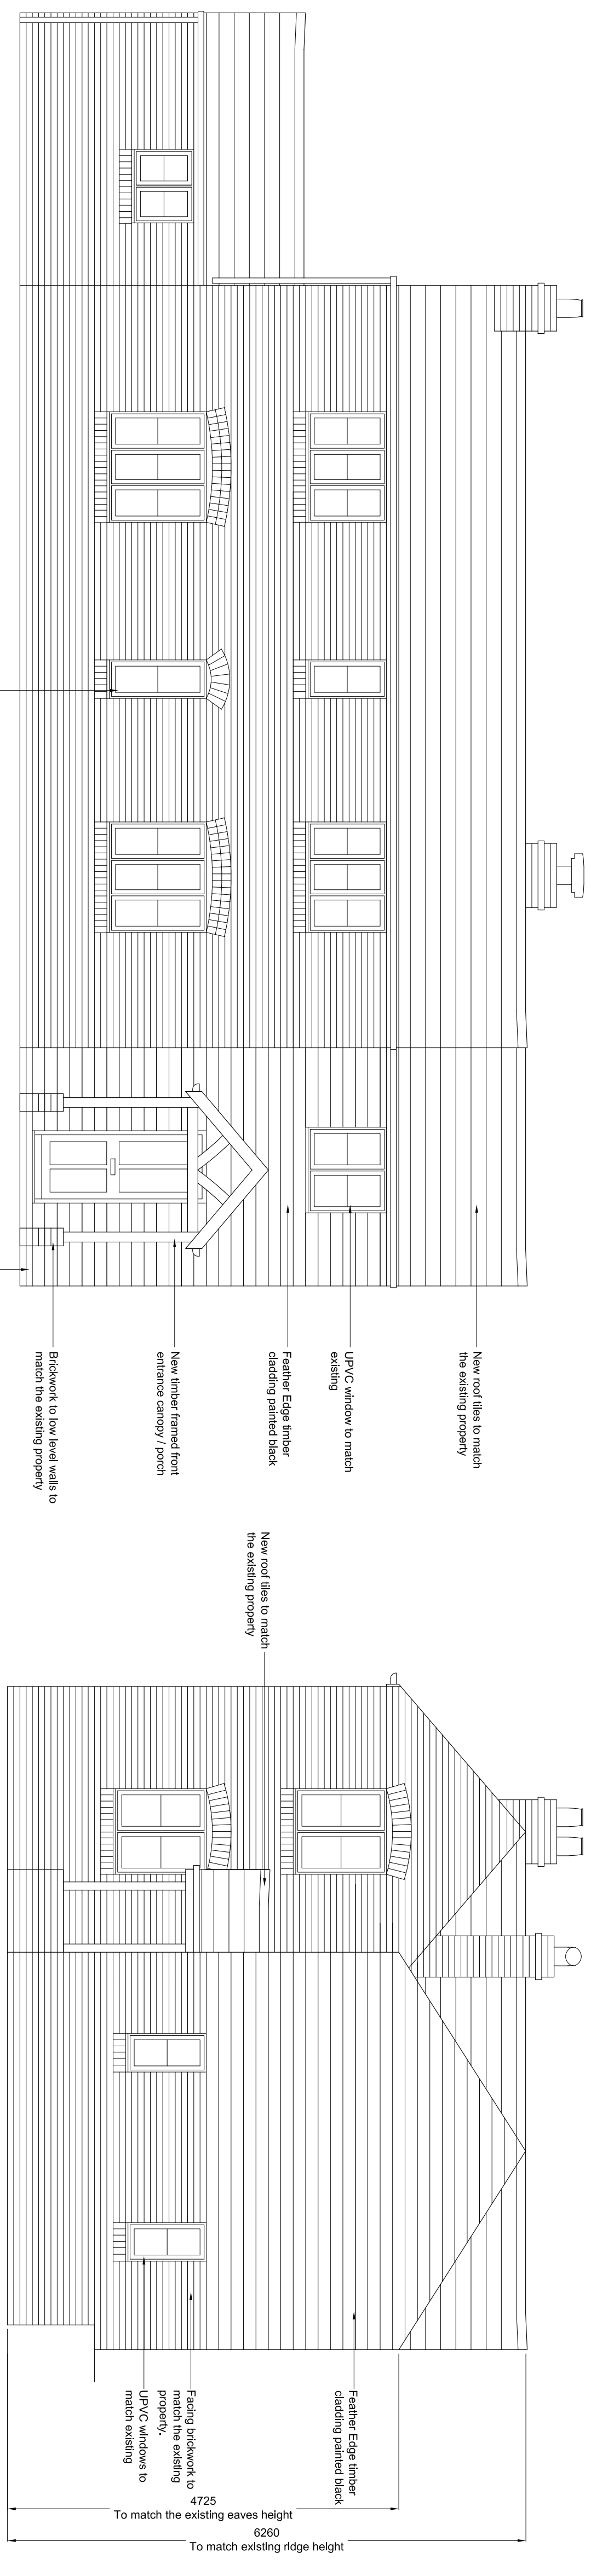 New roof tiles to match
the existing property
UPVC window to match
existing
Feather Edge timber
cladding painted black
New timber framed front
entrance canopy / porch
Brickwork to low level walls to
match the existing property
New roof tiles to match
the existing property
Feather Edge timber
cladding painted black
Facing brickwork to
match the existing
property.
UPVC windows to
match existing
4725
To match the existing eaves height
6260
To match existing ridge height